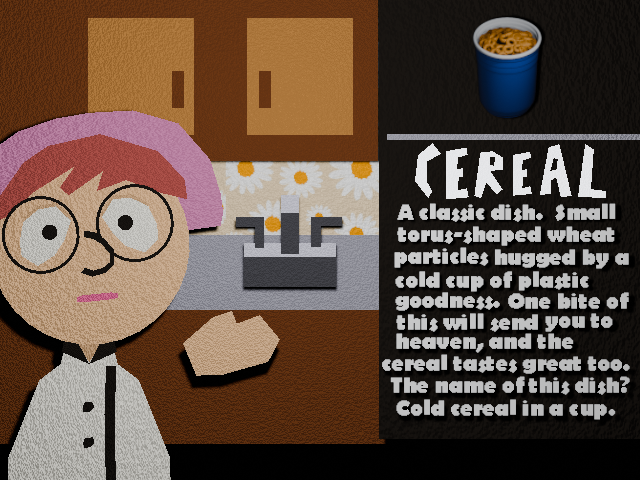 CEREAL
A classic dish. Small
torus-shaped wheat
particles hugged by a
cold cup of plastic
goodness. One bite of
this will send you to
heaven, and the
cereal tastes great too.
The name of this dish?
Cold cereal in a cup.